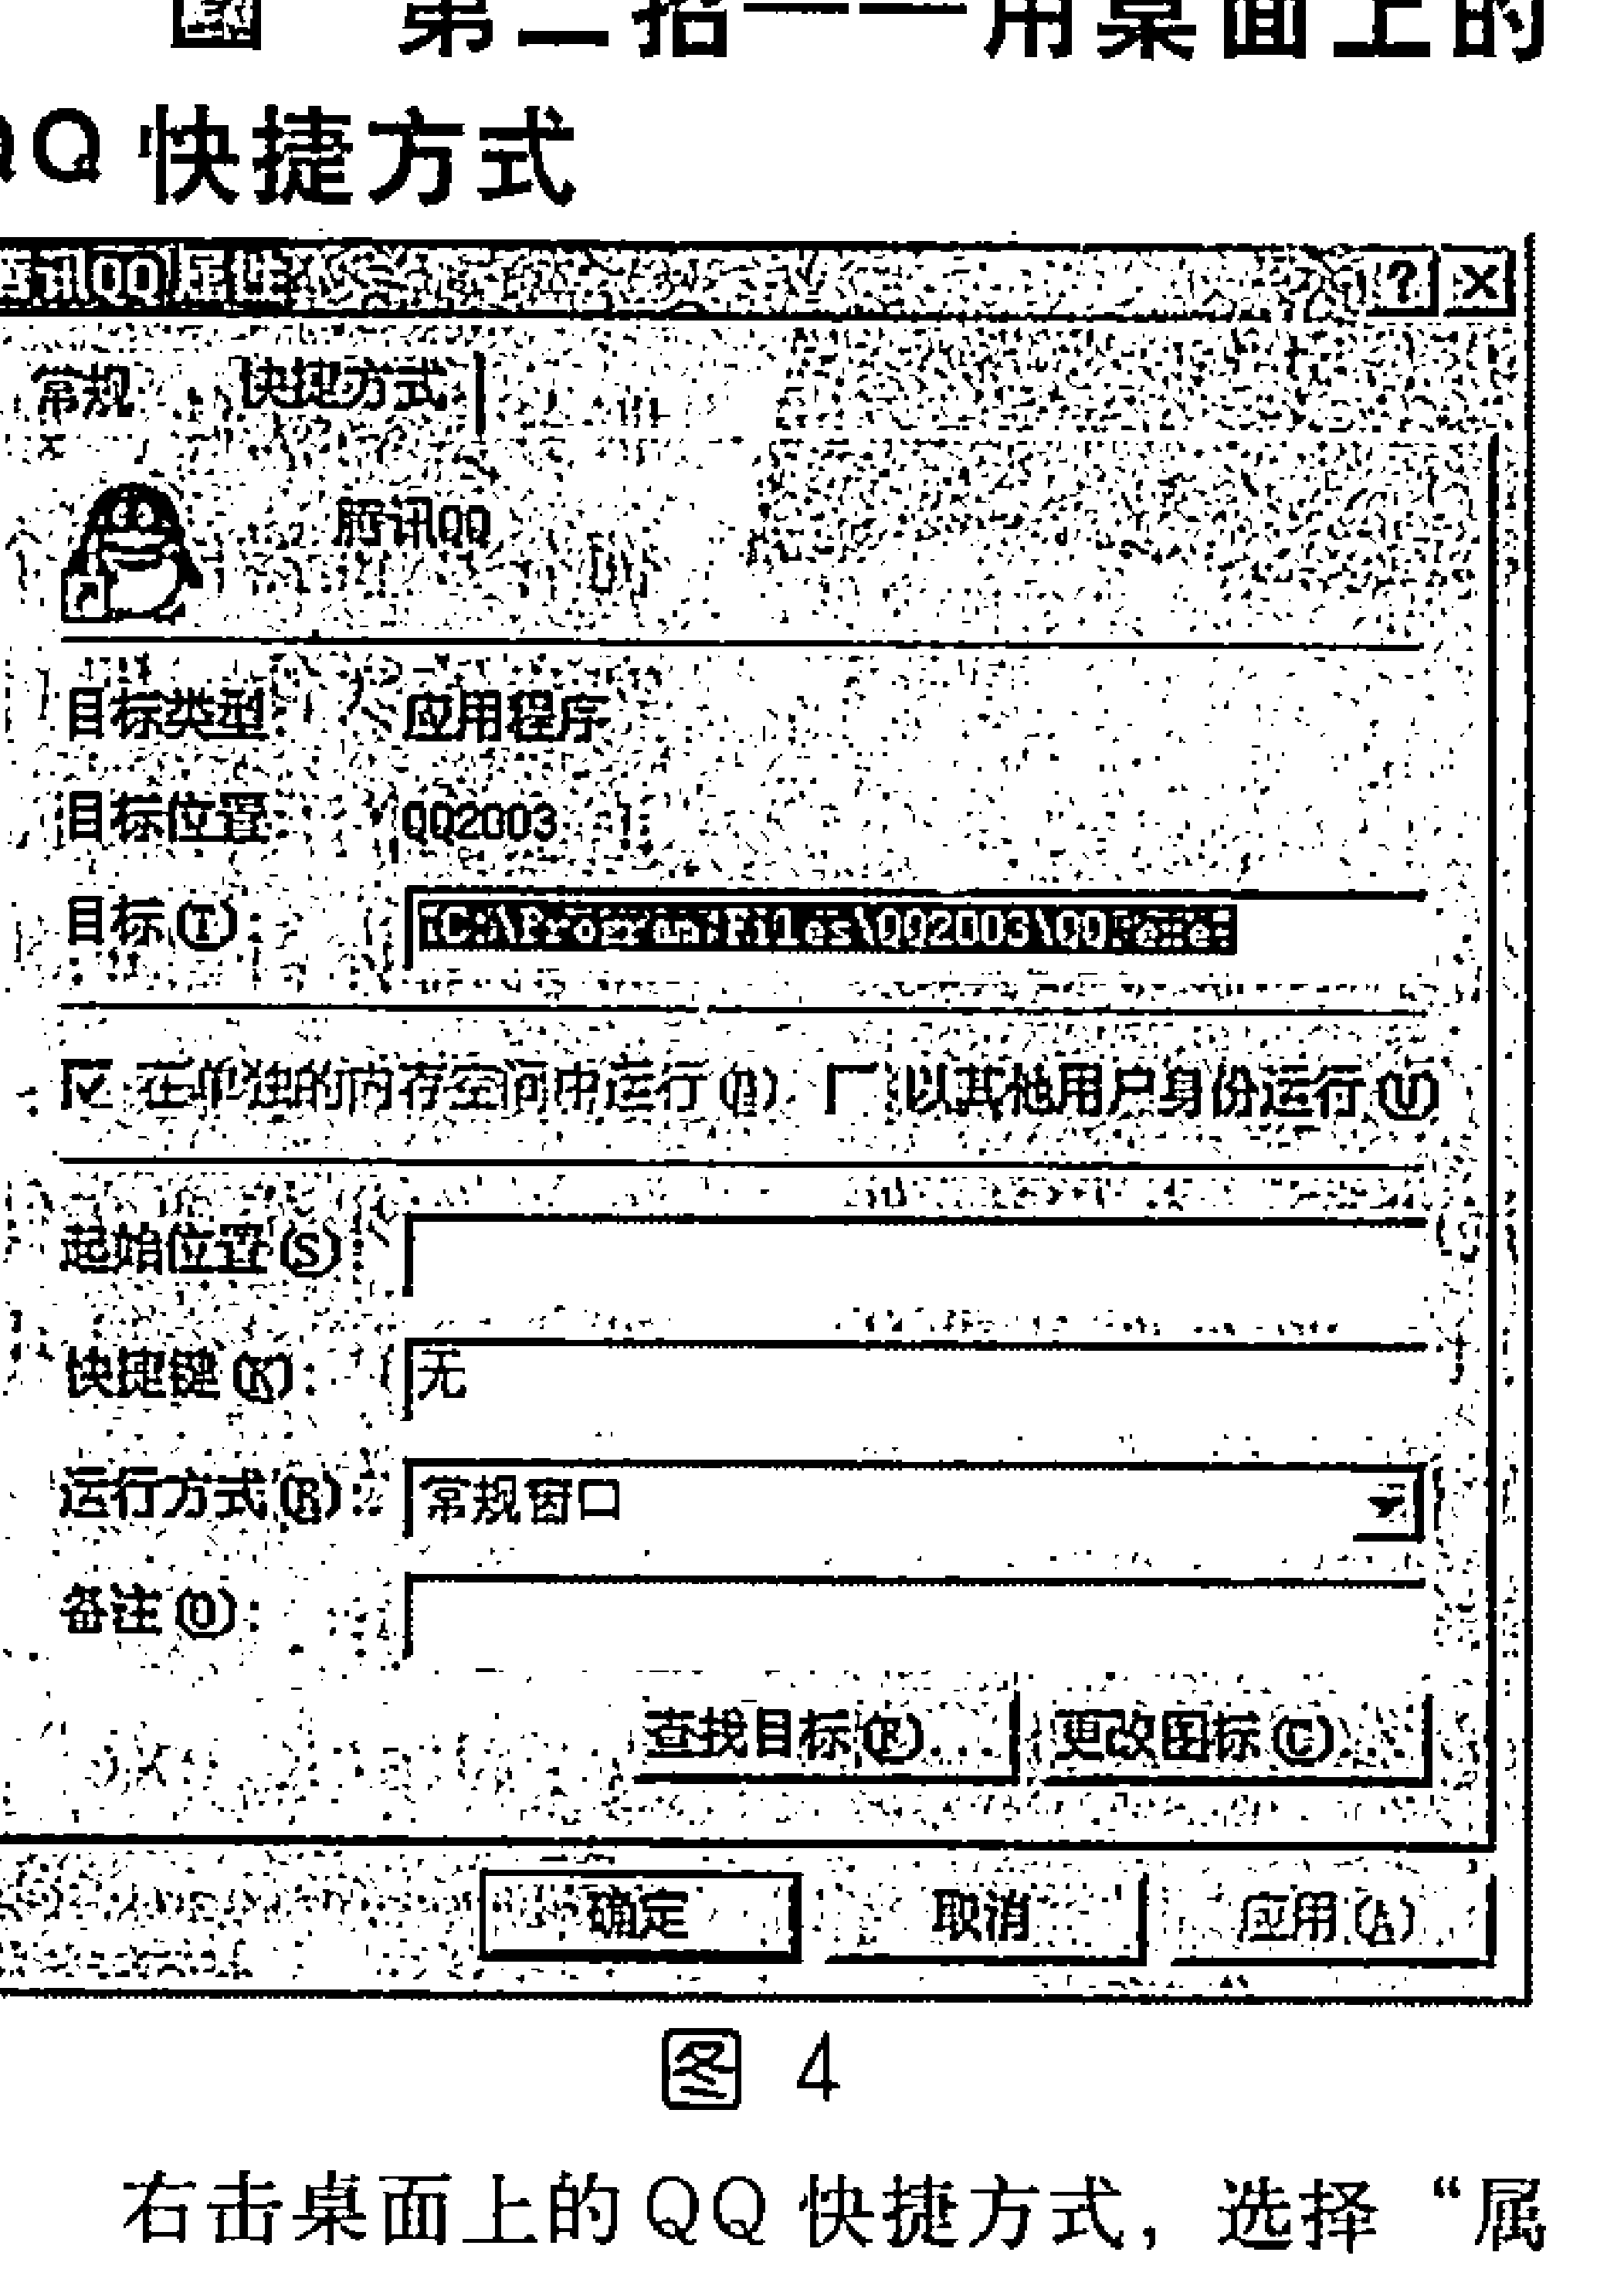 第二招——用桌面上的
QQ 快捷方式
腾讯QQ 属性 ? ×
常规 快捷方式
腾讯QQ
目标类型: 应用程序
目标位置: QQ2003
目标(T): "C:\Program Files\QQ2003\QQ.exe"
在单独的内存空间中运行(M) 以其他用户身份运行(U)
起始位置(S):
快捷键(K): 无
运行方式(R): 常规窗口
备注(O):
查找目标(F)... 更改图标(C)...
确定 取消 应用(A)
图 4
右击桌面上的 QQ 快捷方式，选择“属